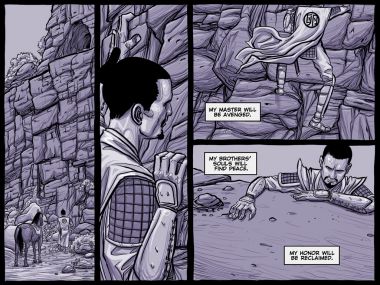 MY MASTER WILL
BE AVENGED.
MY BROTHERS'
SOULS WILL
FIND PEACE.
MY HONOR WILL
BE RECLAIMED.